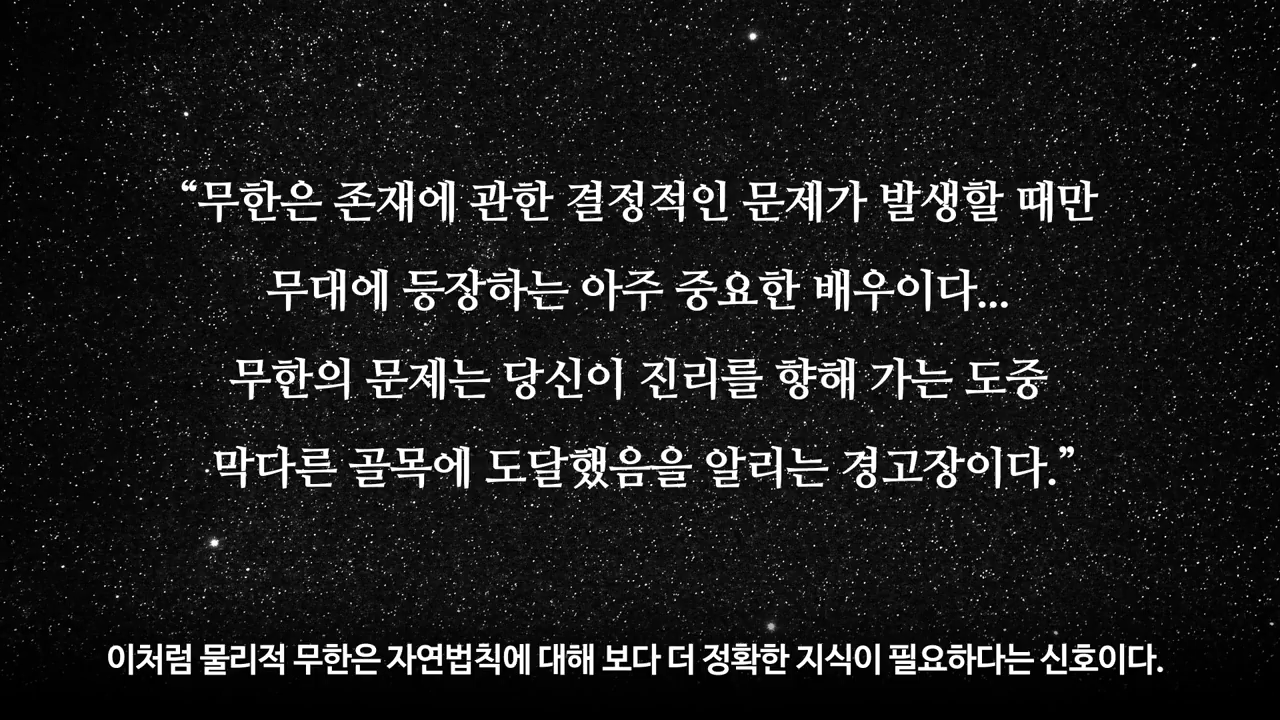 “무한은 존재에 관한 결정적인 문제가 발생할 때만
무대에 등장하는 아주 중요한 배우이다...
무한의 문제는 당신이 진리를 향해 가는 도중
막다른 골목에 도달했음을 알리는 경고장이다.”
이처럼 물리적 무한은 자연법칙에 대해 보다 더 정확한 지식이 필요하다는 신호이다.